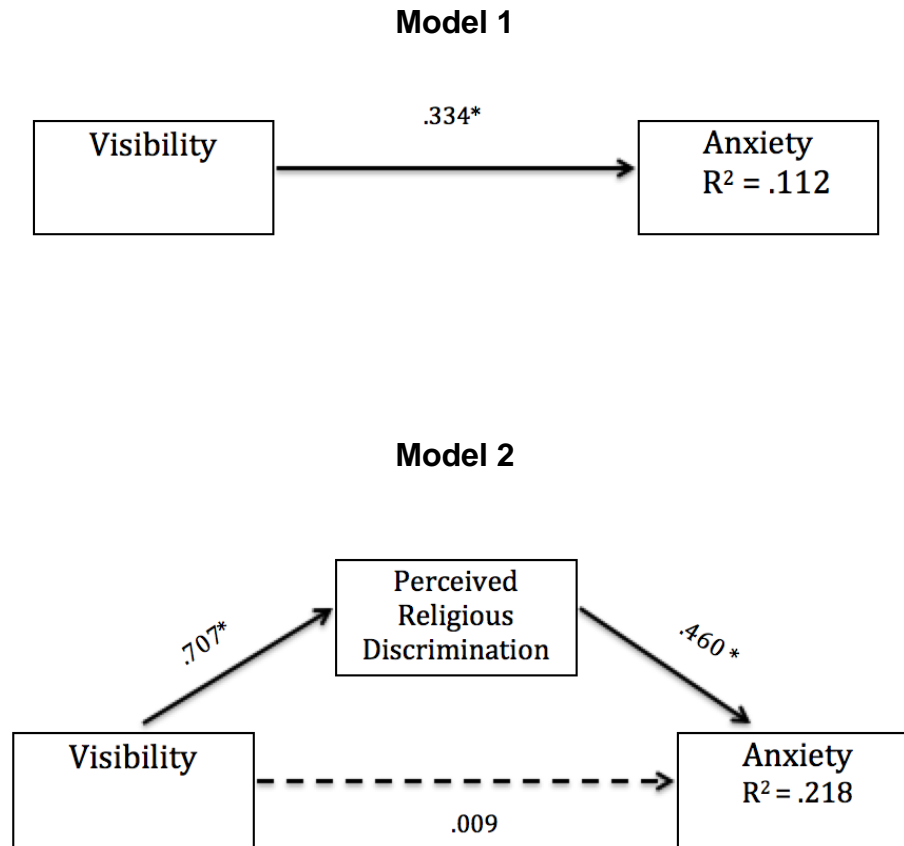 Model 1
.334*
Visibility
Anxiety
R² = .112
Model 2
Perceived
Religious
Discrimination
.707*
.460 *
Visibility
Anxiety
R² = .218
.009